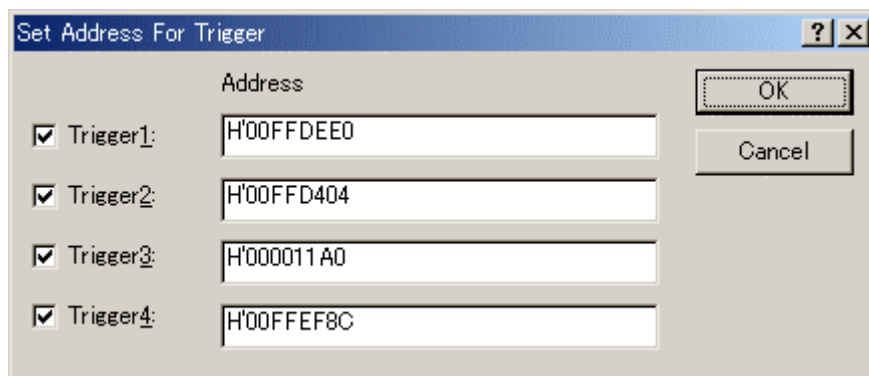 Set Address For Trigger
Address
OK
Trigger1: H'00FFDEE0
Cancel
Trigger2: H'00FFD404
Trigger3: H'000011A0
Trigger4: H'00FFEF8C